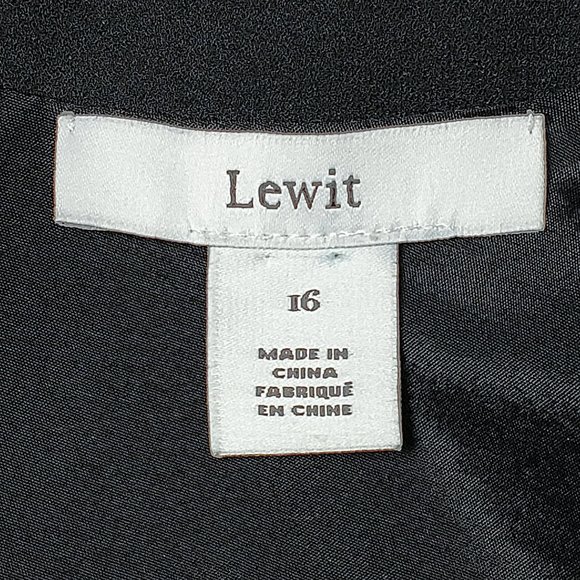 Lewit
16
MADE IN
CHINA
FABRIQUÉ
EN CHINE